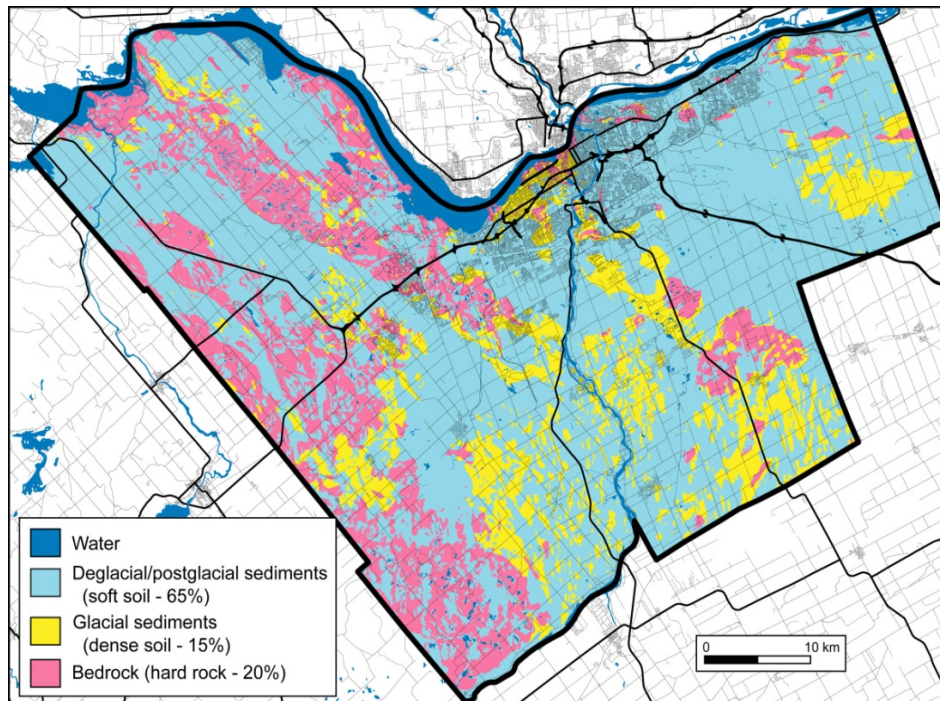 Water
Deglacial/postglacial sediments
(soft soil - 65%)
Glacial sediments
(dense soil - 15%)
Bedrock (hard rock - 20%)
0 10 km